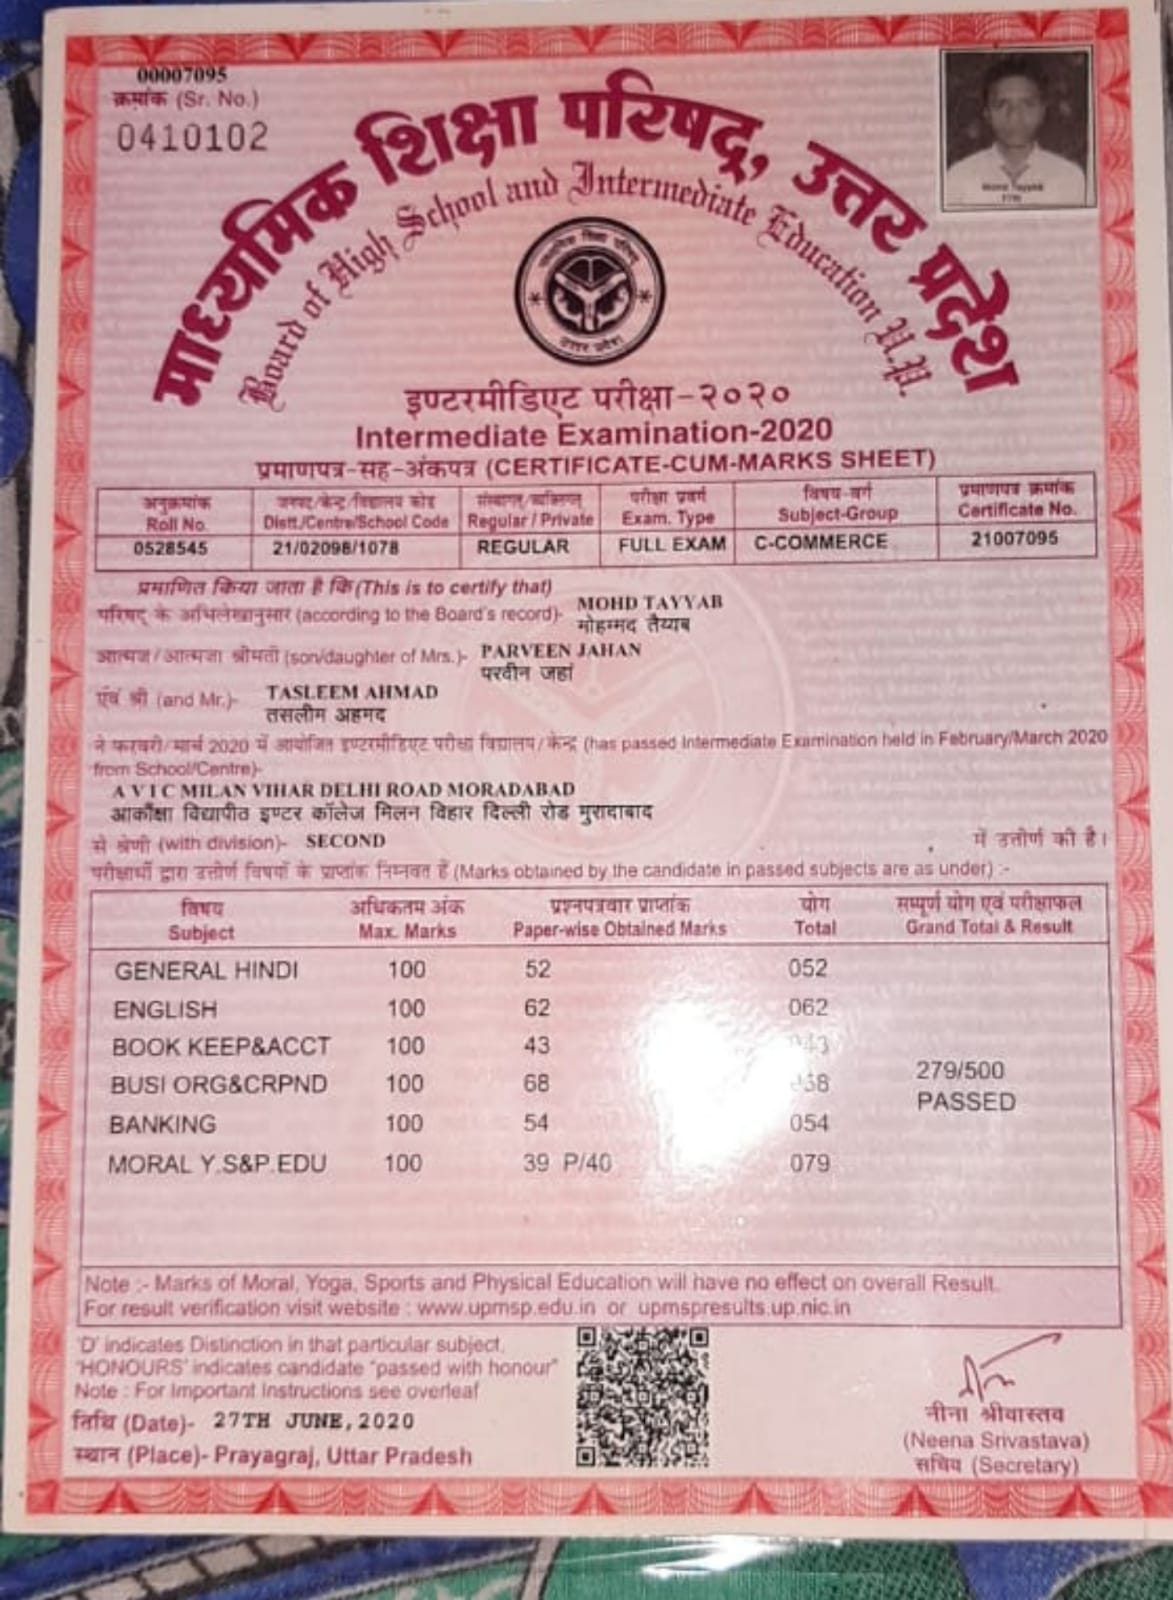 00007095
क्रमांक (Sr. No.)
0410102
माध्यमिक शिक्षा परिषद्, उत्तर प्रदेश
Board of High School and Intermediate Education U.P.
Mohd Tayyab
इण्टरमीडिएट परीक्षा-२०२०
Intermediate Examination-2020
प्रमाणपत्र-सह-अंकपत्र (CERTIFICATE-CUM-MARKS SHEET)
अनुक्रमांक जनपद/केन्द्र/विद्यालय कोड संस्थागत/व्यक्तिगत परीक्षा प्रवर्ग विषय-वर्ग प्रमाणपत्र क्रमांक
Roll No. Distt./Centre/School Code Regular / Private Exam. Type Subject-Group Certificate No.
0528545 21/02098/1078 REGULAR FULL EXAM C-COMMERCE 21007095
प्रमाणित किया जाता है कि (This is to certify that)
परिषद् के अभिलेखानुसार (according to the Board's record)- MOHD TAYYAB
मोहम्मद तैय्यब
आत्मज/आत्मजा श्रीमती (son/daughter of Mrs.)- PARVEEN JAHAN
परवीन जहां
एवं श्री (and Mr.)- TASLEEM AHMAD
तसलीम अहमद
ने फरवरी/मार्च 2020 में आयोजित इण्टरमीडिएट परीक्षा विद्यालय/केन्द्र (has passed Intermediate Examination held in February/March 2020
from School/Centre)-
A V I C MILAN VIHAR DELHI ROAD MORADABAD
आकाँक्षा विद्यापीठ इण्टर कॉलेज मिलन विहार दिल्ली रोड मुरादाबाद
से श्रेणी (with division)- SECOND में उत्तीर्ण की है।
परीक्षार्थी द्वारा उत्तीर्ण विषयों के प्राप्तांक निम्नवत हैं (Marks obtained by the candidate in passed subjects are as under) :-
विषय अधिकतम अंक प्रश्नपत्रवार प्राप्तांक योग सम्पूर्ण योग एवं परीक्षाफल
Subject Max. Marks Paper-wise Obtained Marks Total Grand Total & Result
GENERAL HINDI 100 52 052
ENGLISH 100 62 062
BOOK KEEP&ACCT 100 43
BUSI ORG&CRPND 100 68
279/500
PASSED
BANKING 100 54 054
MORAL Y.S&P.EDU 100 39 P/40 079
Note :- Marks of Moral, Yoga, Sports and Physical Education will have no effect on overall Result.
For result verification visit website : www.upmsp.edu.in or upmspresults.up.nic.in
'D' indicates Distinction in that particular subject,
'HONOURS' indicates candidate "passed with honour"
Note : For Important Instructions see overleaf
तिथि (Date)- 27TH JUNE, 2020
स्थान (Place)- Prayagraj, Uttar Pradesh
नीना श्रीवास्तव
(Neena Srivastava)
सचिव (Secretary)